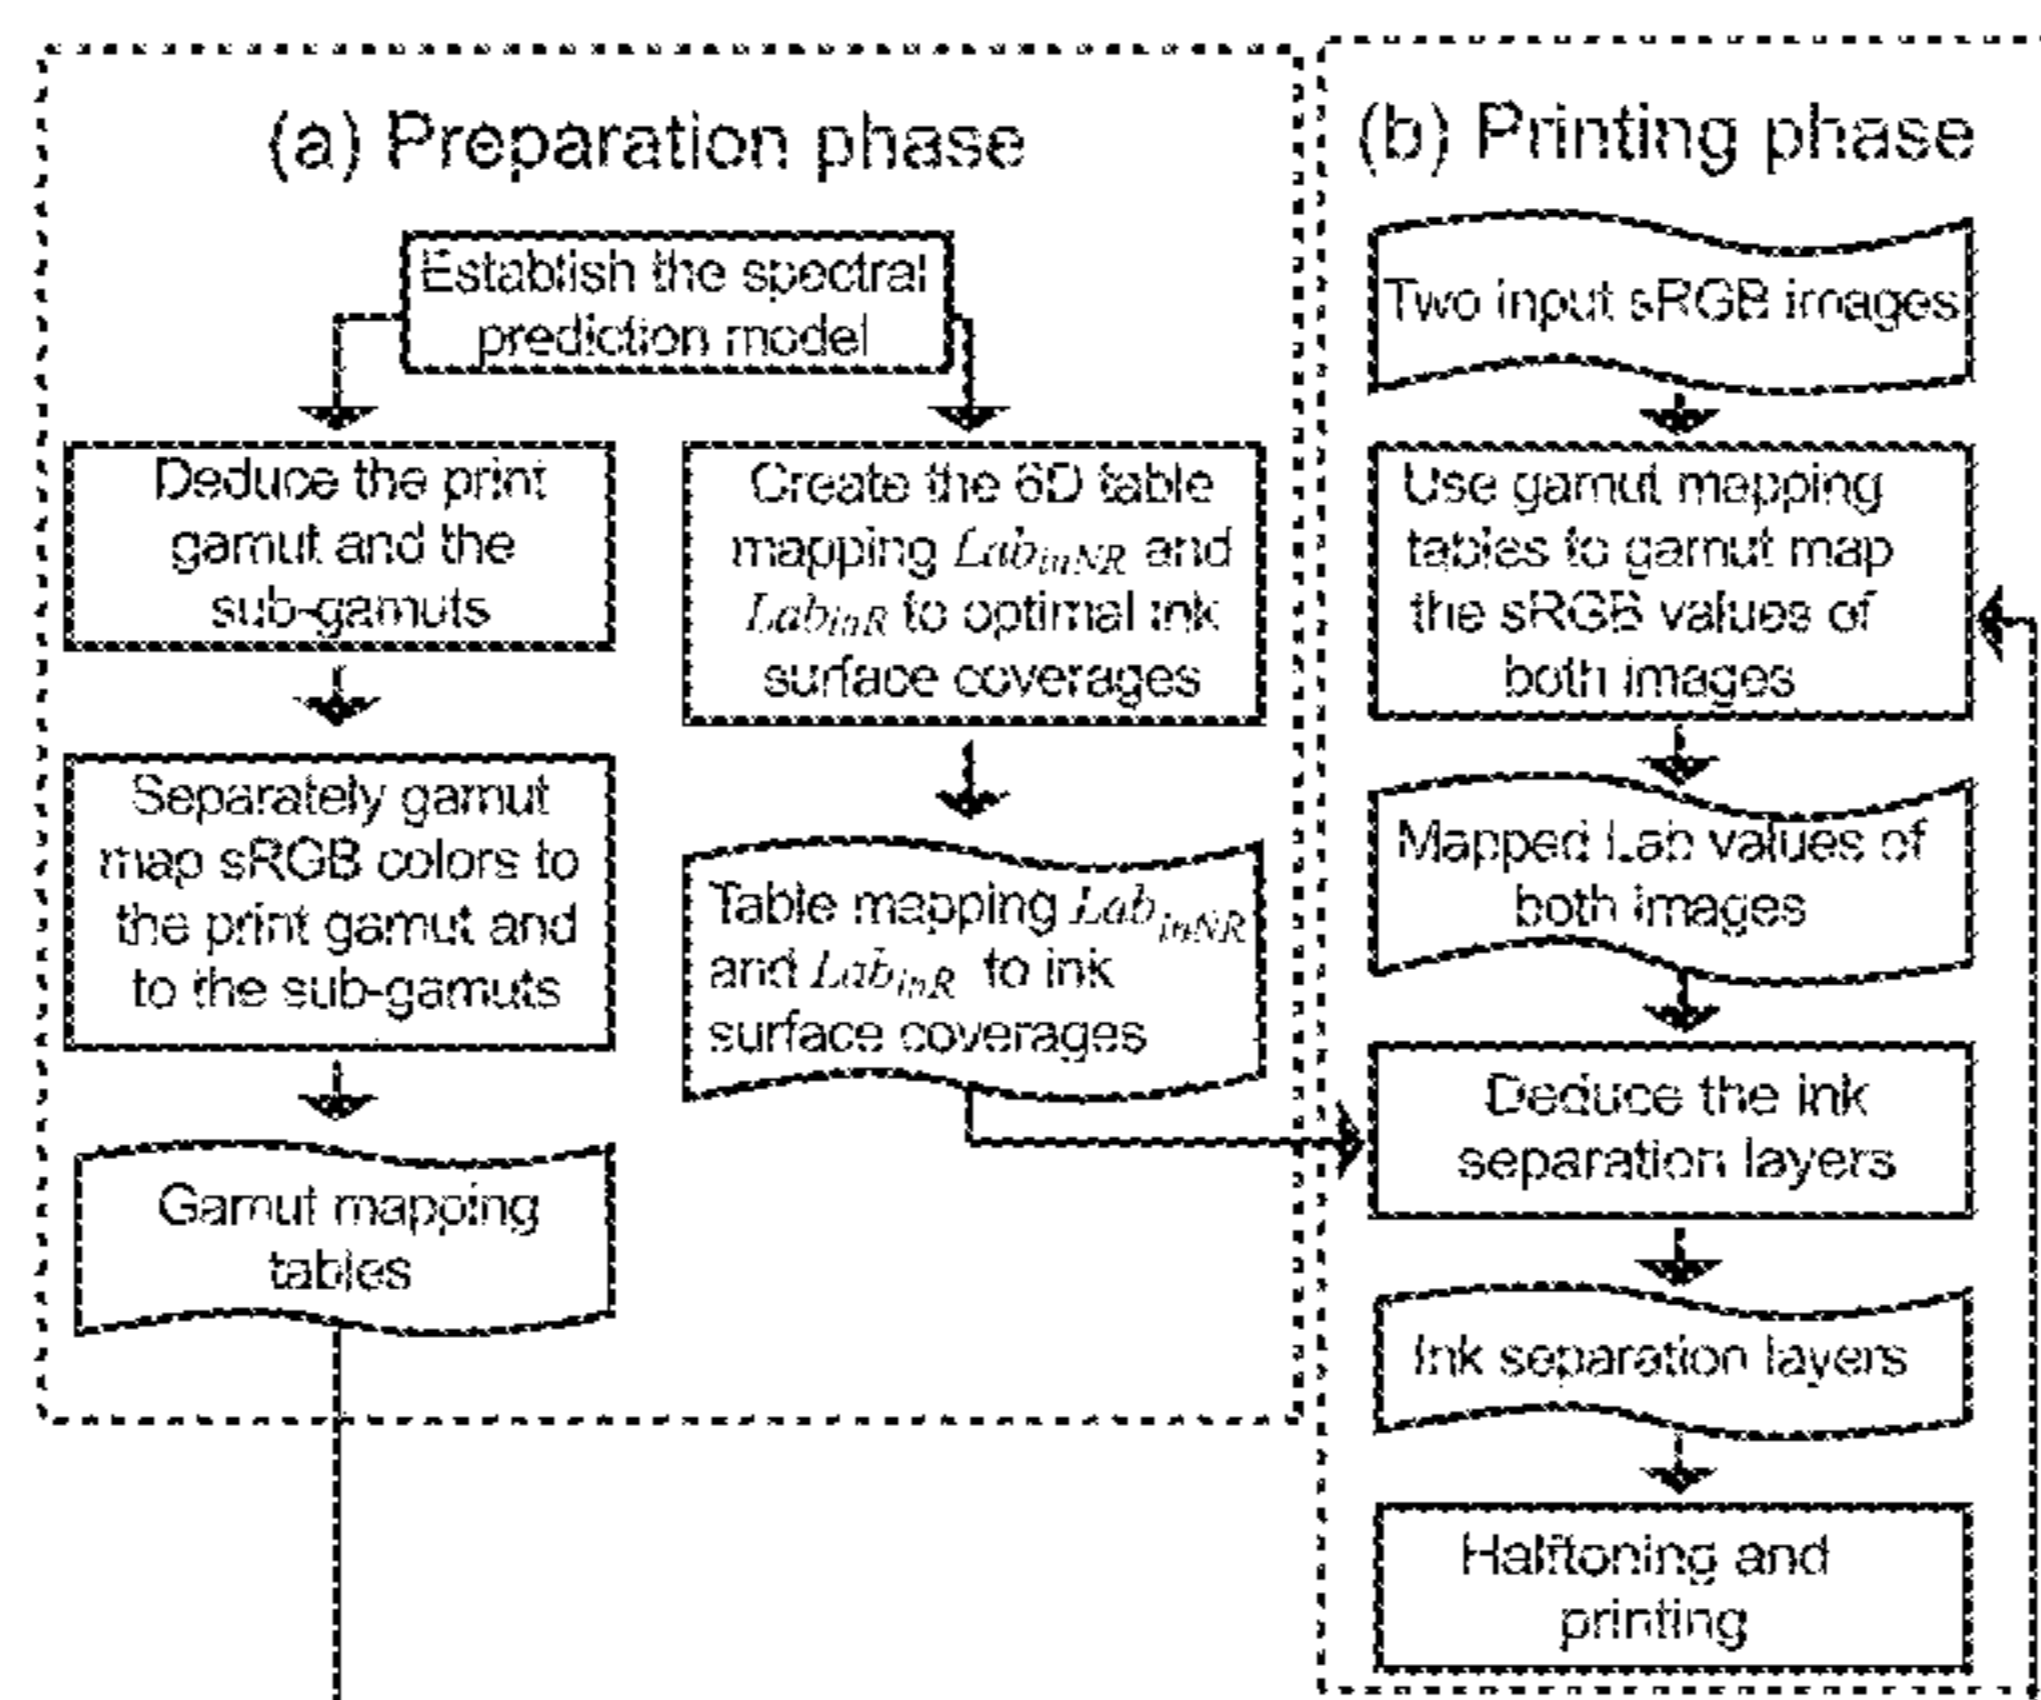 (a) Preparation phase
Establish the spectral
prediction model
Deduce the print
gamut and the
sub-gamuts
Separately gamut
map sRGB colors to
the print gamut and
to the sub-gamuts
Gamut mapping
tables
Create the 6D table
mapping Lab_inNR and
Lab_inR to optimal ink
surface coverages
Table mapping Lab_inNR
and Lab_inR to ink
surface coverages
(b) Printing phase
Two input sRGB images
Use gamut mapping
tables to gamut map
the sRGB values of
both images
Mapped Lab values of
both images
Deduce the ink
separation layers
Ink separation layers
Halftoning and
printing